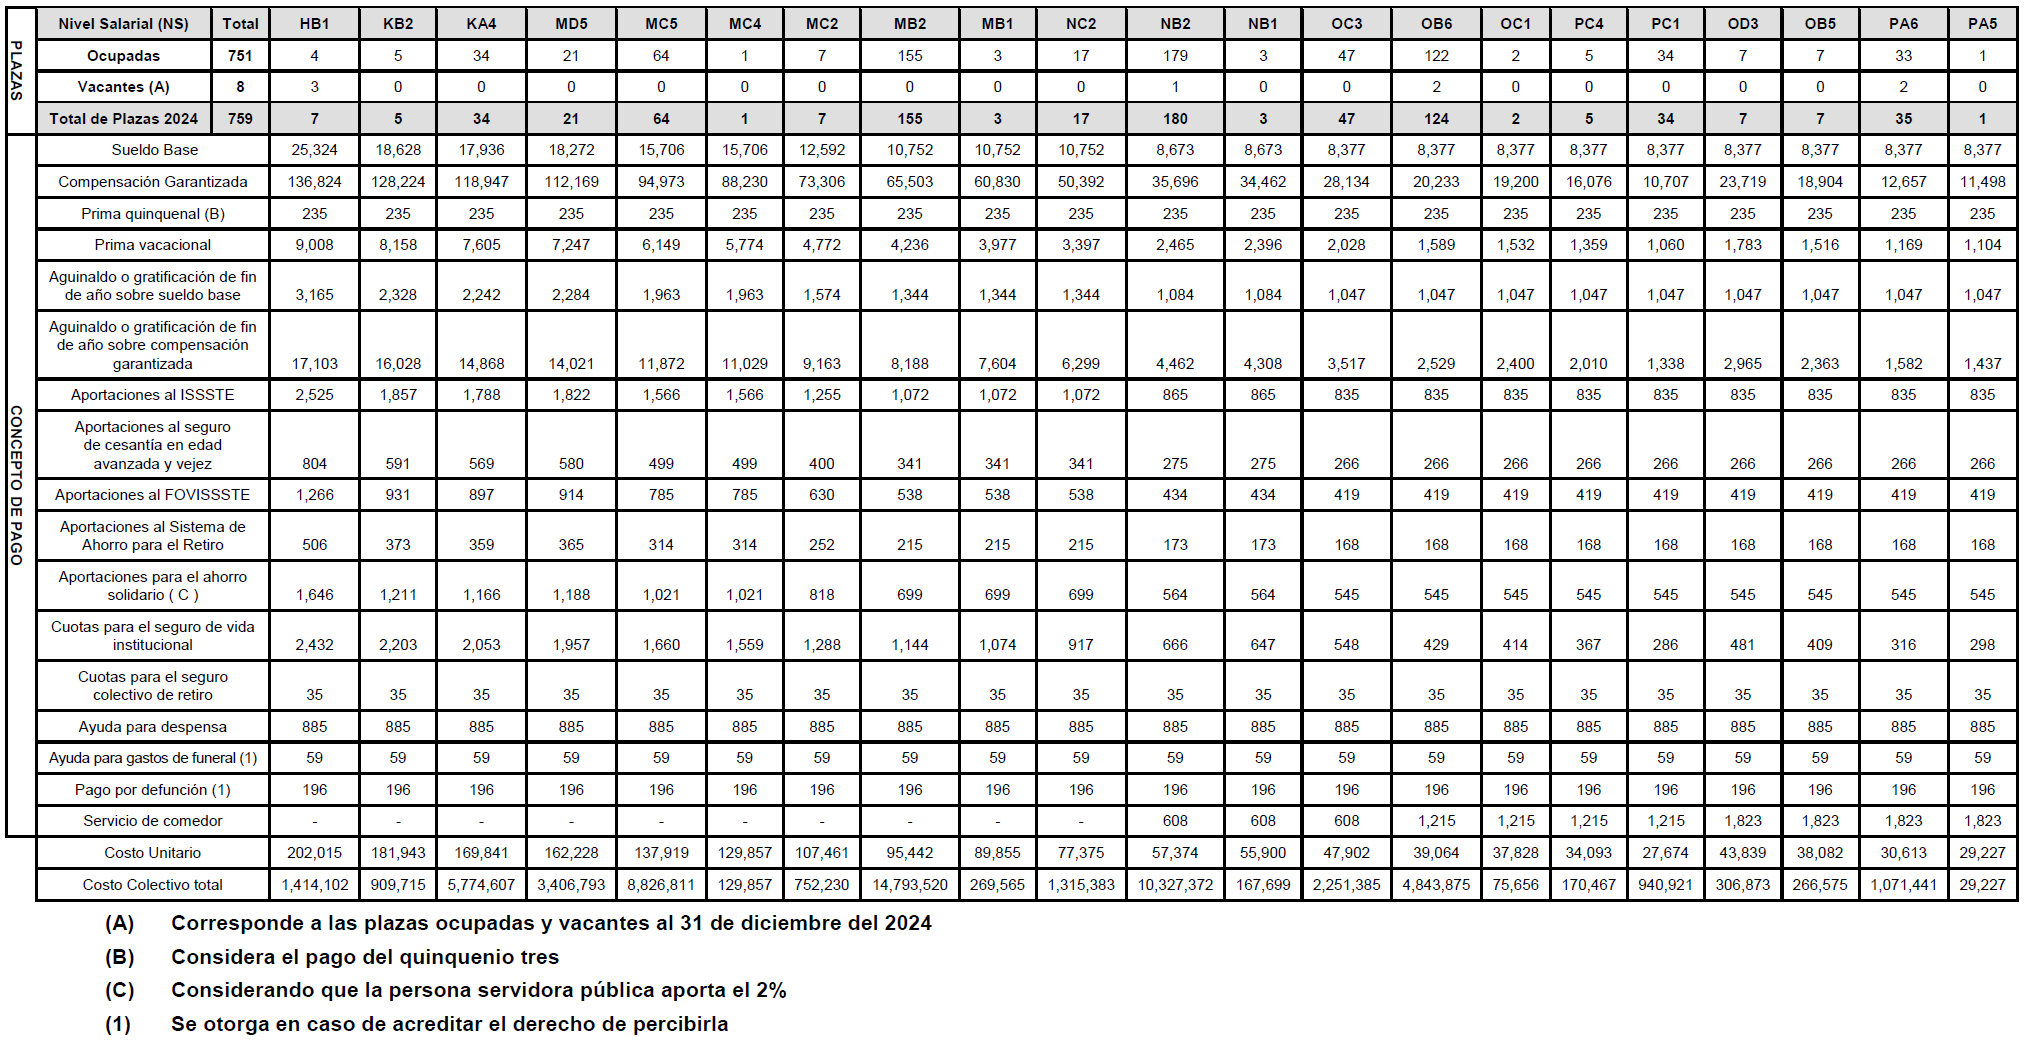 PLAZAS
Nivel Salarial (NS) Total HB1 KB2 KA4 MD5 MC5 MC4 MC2 MB2 MB1 NC2 NB2 NB1 OC3 OB6 OC1 PC4 PC1 OD3 OB5 PA6 PA5
Ocupadas 751 4 5 34 21 64 1 7 155 3 17 179 3 47 122 2 5 34 7 7 33 1
Vacantes (A) 8 3 0 0 0 0 0 0 0 0 0 1 0 0 2 0 0 0 0 0 2 0
Total de Plazas 2024 759 7 5 34 21 64 1 7 155 3 17 180 3 47 124 2 5 34 7 7 35 1
CONCEPTO DE PAGO
Sueldo Base 25,324 18,628 17,936 18,272 15,706 15,706 12,592 10,752 10,752 10,752 8,673 8,673 8,377 8,377 8,377 8,377 8,377 8,377 8,377 8,377 8,377
Compensación Garantizada 136,824 128,224 118,947 112,169 94,973 88,230 73,306 65,503 60,830 50,392 35,696 34,462 28,134 20,233 19,200 16,076 10,707 23,719 18,904 12,657 11,498
Prima quinquenal (B) 235 235 235 235 235 235 235 235 235 235 235 235 235 235 235 235 235 235 235 235 235
Prima vacacional 9,008 8,158 7,605 7,247 6,149 5,774 4,772 4,236 3,977 3,397 2,465 2,396 2,028 1,589 1,532 1,359 1,060 1,783 1,516 1,169 1,104
Aguinaldo o gratificación de fin
de año sobre sueldo base 3,165 2,328 2,242 2,284 1,963 1,963 1,574 1,344 1,344 1,344 1,084 1,084 1,047 1,047 1,047 1,047 1,047 1,047 1,047 1,047 1,047
Aguinaldo o gratificación de fin
de año sobre compensación
garantizada 17,103 16,028 14,868 14,021 11,872 11,029 9,163 8,188 7,604 6,299 4,462 4,308 3,517 2,529 2,400 2,010 1,338 2,965 2,363 1,582 1,437
Aportaciones al ISSSTE 2,525 1,857 1,788 1,822 1,566 1,566 1,255 1,072 1,072 1,072 865 865 835 835 835 835 835 835 835 835 835
Aportaciones al seguro
de cesantía en edad
avanzada y vejez 804 591 569 580 499 499 400 341 341 341 275 275 266 266 266 266 266 266 266 266 266
Aportaciones al FOVISSSTE 1,266 931 897 914 785 785 630 538 538 538 434 434 419 419 419 419 419 419 419 419 419
Aportaciones al Sistema de
Ahorro para el Retiro 506 373 359 365 314 314 252 215 215 215 173 173 168 168 168 168 168 168 168 168 168
Aportaciones para el ahorro
solidario ( C ) 1,646 1,211 1,166 1,188 1,021 1,021 818 699 699 699 564 564 545 545 545 545 545 545 545 545 545
Cuotas para el seguro de vida
institucional 2,432 2,203 2,053 1,957 1,660 1,559 1,288 1,144 1,074 917 666 647 548 429 414 367 286 481 409 316 298
Cuotas para el seguro
colectivo de retiro 35 35 35 35 35 35 35 35 35 35 35 35 35 35 35 35 35 35 35 35 35
Ayuda para despensa 885 885 885 885 885 885 885 885 885 885 885 885 885 885 885 885 885 885 885 885 885
Ayuda para gastos de funeral (1) 59 59 59 59 59 59 59 59 59 59 59 59 59 59 59 59 59 59 59 59 59
Pago por defunción (1) 196 196 196 196 196 196 196 196 196 196 196 196 196 196 196 196 196 196 196 196 196
Servicio de comedor - - - - - - - - - - 608 608 608 1,215 1,215 1,215 1,215 1,823 1,823 1,823 1,823
Costo Unitario 202,015 181,943 169,841 162,228 137,919 129,857 107,461 95,442 89,855 77,375 57,374 55,900 47,902 39,064 37,828 34,093 27,674 43,839 38,082 30,613 29,227
Costo Colectivo total 1,414,102 909,715 5,774,607 3,406,793 8,826,811 129,857 752,230 14,793,520 269,565 1,315,383 10,327,372 167,699 2,251,385 4,843,875 75,656 170,467 940,921 306,873 266,575 1,071,441 29,227
(A) Corresponde a las plazas ocupadas y vacantes al 31 de diciembre del 2024
(B) Considera el pago del quinquenio tres
(C) Considerando que la persona servidora pública aporta el 2%
(1) Se otorga en caso de acreditar el derecho de percibirla